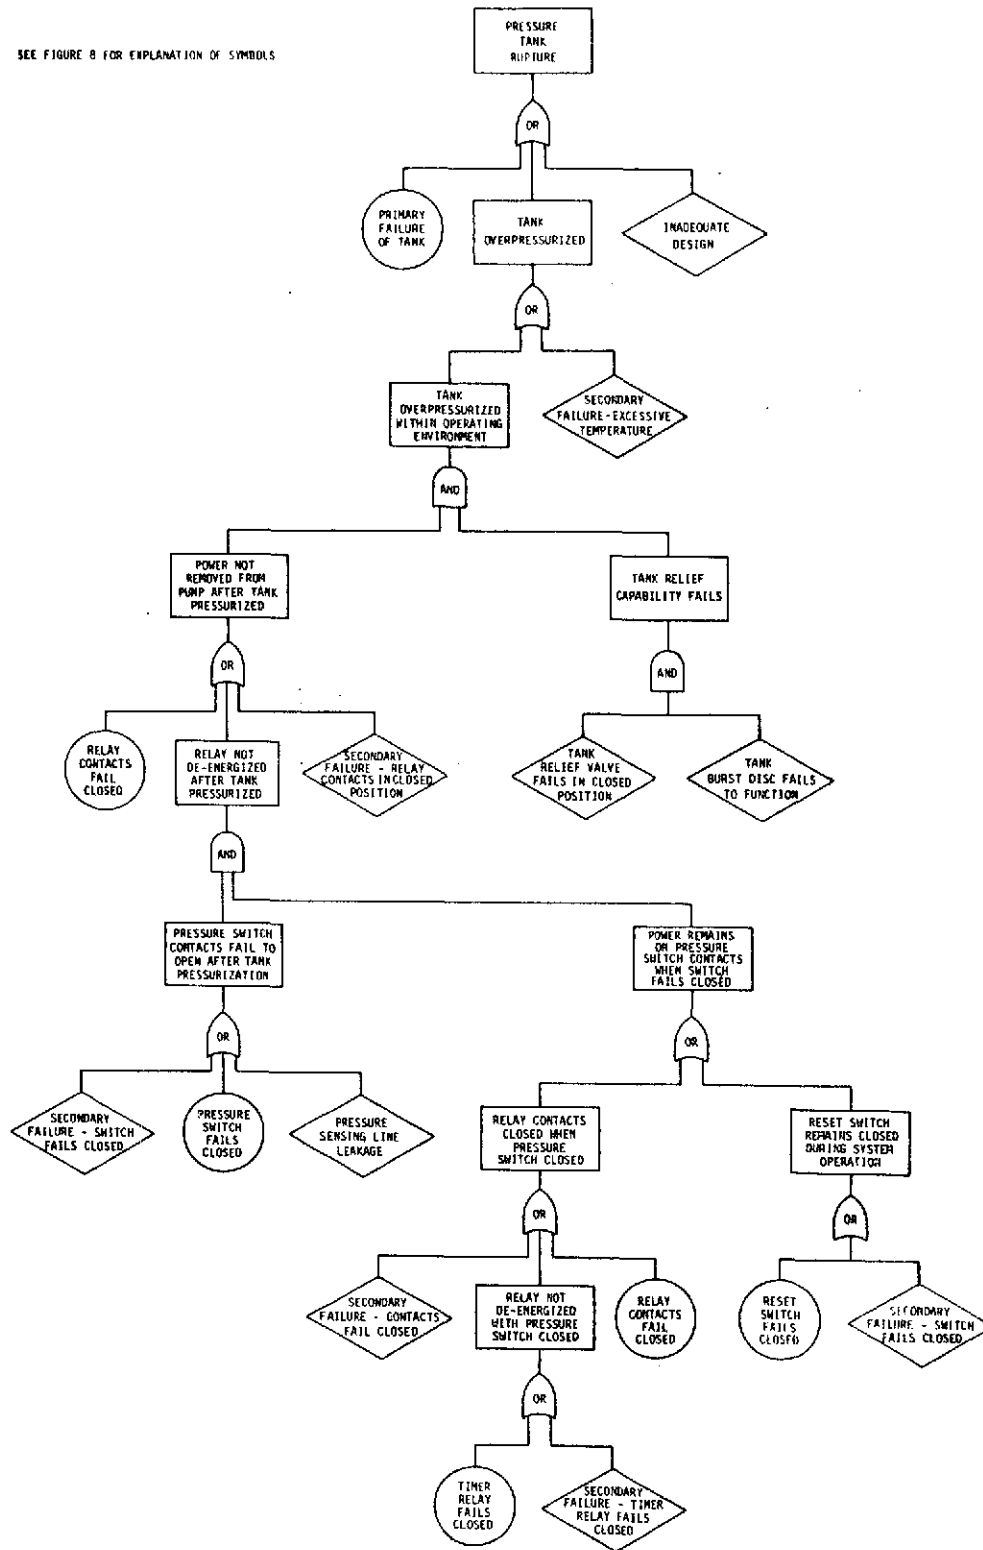 SEE FIGURE 8 FOR EXPLANATION OF SYMBOLS
PRESSURE
TANK
RUPTURE
OR
PRIMARY
FAILURE
OF TANK
TANK
OVERPRESSURIZED
INADEQUATE
DESIGN
OR
TANK
OVERPRESSURIZED
WITHIN OPERATING
ENVIRONMENT
SECONDARY
FAILURE-EXCESSIVE
TEMPERATURE
AND
POWER NOT
REMOVED FROM
PUMP AFTER TANK
PRESSURIZED
TANK RELIEF
CAPABILITY FAILS
OR
AND
RELAY
CONTACTS
FAIL
CLOSED
RELAY NOT
DE-ENERGIZED
AFTER TANK
PRESSURIZED
SECONDARY
FAILURE - RELAY
CONTACTS IN CLOSED
POSITION
TANK
RELIEF VALVE
FAILS IN CLOSED
POSITION
TANK
BURST DISC FAILS
TO FUNCTION
AND
PRESSURE SWITCH
CONTACTS FAIL TO
OPEN AFTER TANK
PRESSURIZATION
POWER REMAINS
ON PRESSURE
SWITCH CONTACTS
WHEN SWITCH
FAILS CLOSED
OR
OR
SECONDARY
FAILURE - SWITCH
FAILS CLOSED
PRESSURE
SWITCH
FAILS
CLOSED
PRESSURE
SENSING LINE
LEAKAGE
RELAY CONTACTS
CLOSED WHEN
PRESSURE
SWITCH CLOSED
RESET SWITCH
REMAINS CLOSED
DURING SYSTEM
OPERATION
OR
OR
SECONDARY
FAILURE - CONTACTS
FAIL CLOSED
RELAY NOT
DE-ENERGIZED
WITH PRESSURE
SWITCH CLOSED
RELAY
CONTACTS
FAIL
CLOSED
RESET
SWITCH
FAILS
CLOSED
SECONDARY
FAILURE - SWITCH
FAILS CLOSED
OR
TIMER
RELAY
FAILS
CLOSED
SECONDARY
FAILURE - TIMER
RELAY FAILS
CLOSED